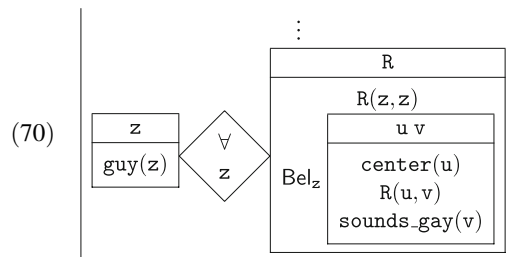 ⋮
R
R(z,z)
(70)
z
guy(z)
∀
z
Bel_z
u v
center(u)
R(u,v)
sounds_gay(v)